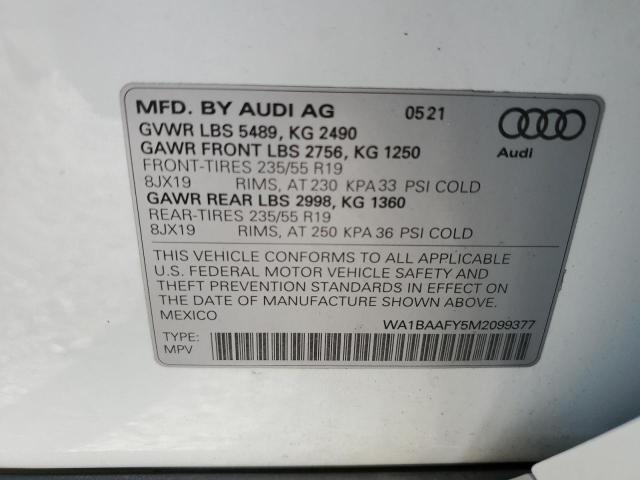 MFD. BY AUDI AG 0521
GVWR LBS 5489, KG 2490
GAWR FRONT LBS 2756, KG 1250
Audi
FRONT-TIRES 235/55 R19
8JX19 RIMS, AT 230 KPA 33 PSI COLD
GAWR REAR LBS 2998, KG 1360
REAR-TIRES 235/55 R19
8JX19 RIMS, AT 250 KPA 36 PSI COLD
THIS VEHICLE CONFORMS TO ALL APPLICABLE
U.S. FEDERAL MOTOR VEHICLE SAFETY AND
THEFT PREVENTION STANDARDS IN EFFECT ON
THE DATE OF MANUFACTURE SHOWN ABOVE.
MEXICO WA1BAAFY5M2099377
TYPE:
MPV